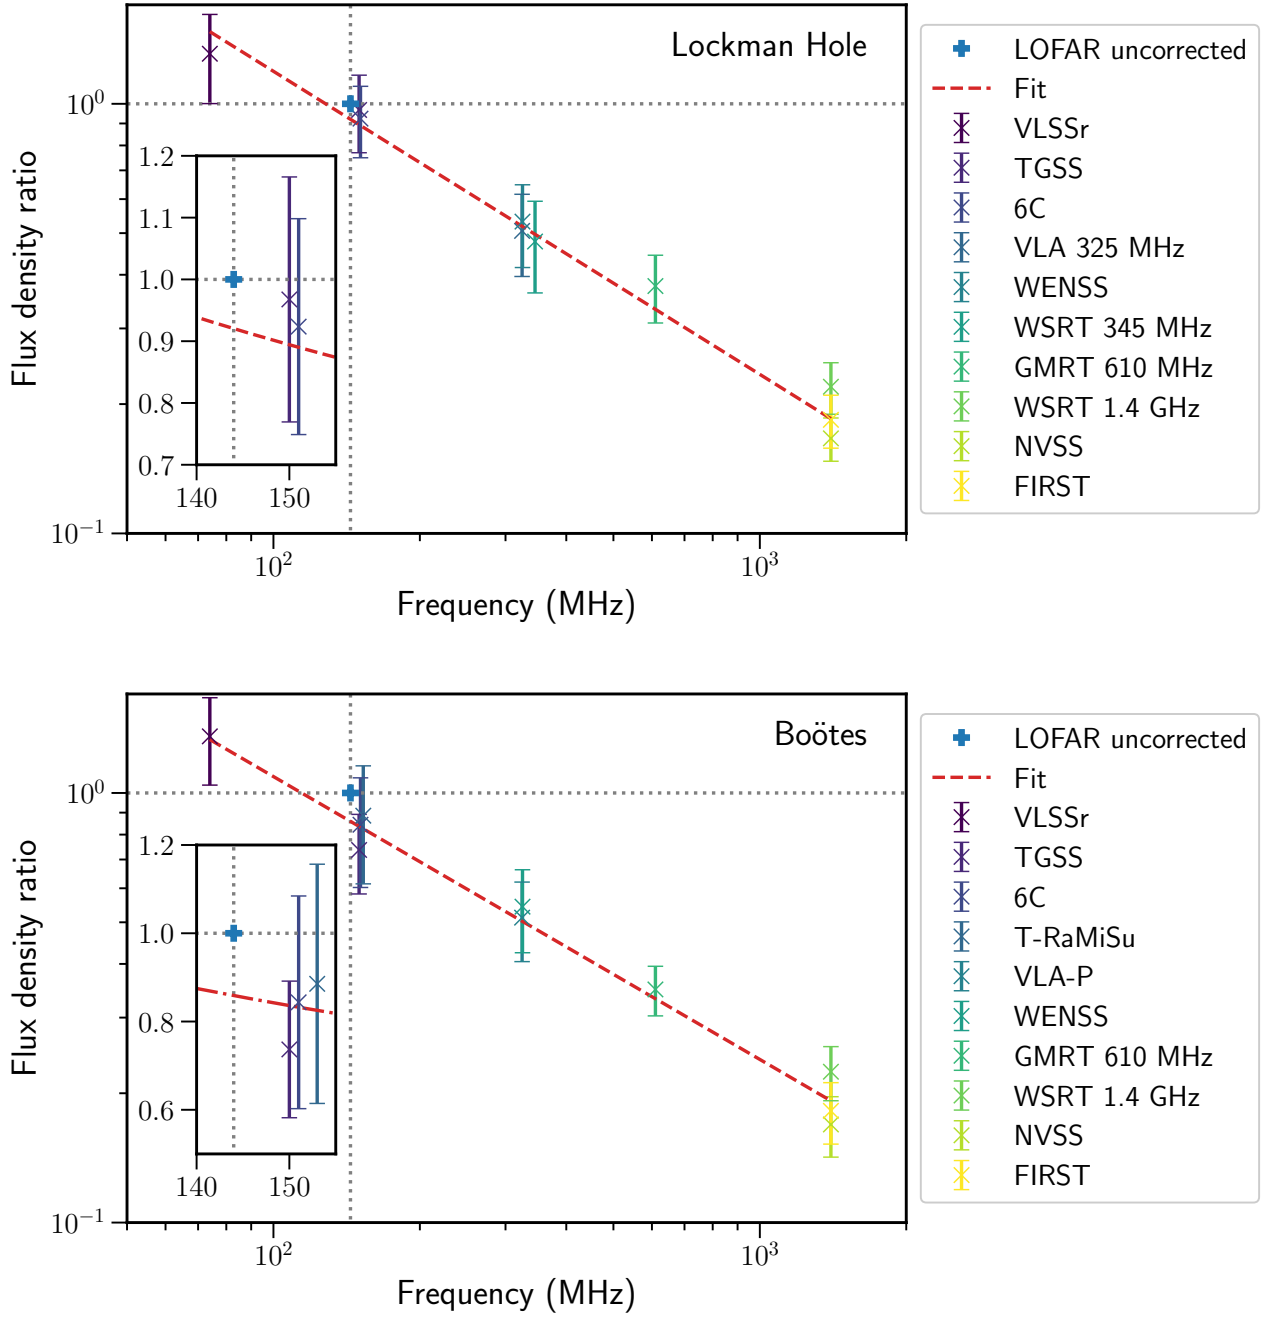 Lockman Hole
Flux density ratio
10^0
10^-1
10^2
10^3
Frequency (MHz)
1.2
1.1
1.0
0.9
0.8
0.7
140
150
LOFAR uncorrected
Fit
VLSSr
TGSS
6C
VLA 325 MHz
WENSS
WSRT 345 MHz
GMRT 610 MHz
WSRT 1.4 GHz
NVSS
FIRST
Boötes
Flux density ratio
10^0
10^-1
10^2
10^3
Frequency (MHz)
1.2
1.0
0.8
0.6
140
150
LOFAR uncorrected
Fit
VLSSr
TGSS
6C
T-RaMiSu
VLA-P
WENSS
GMRT 610 MHz
WSRT 1.4 GHz
NVSS
FIRST